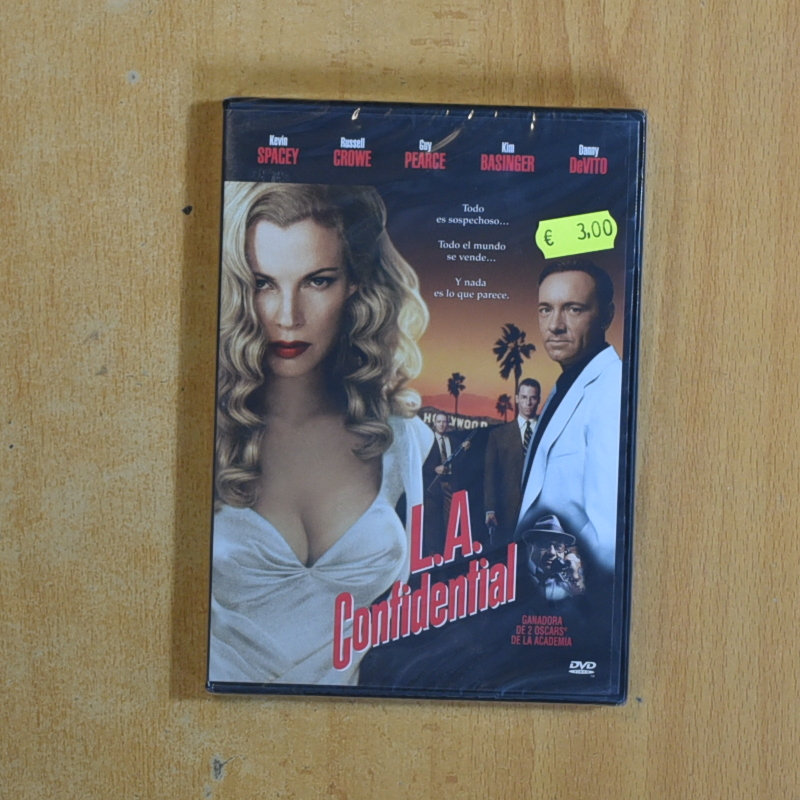 Kevin SPACEY
Russell CROWE
Guy PEARCE
Kim BASINGER
Danny DeVITO
Todo
es sospechoso...
Todo el mundo
se vende...
Y nada
es lo que parece.
€ 3,00
HOLLYWOOD
L.A.
Confidential
GANADORA
DE 2 OSCARS®
DE LA ACADEMIA
DVD